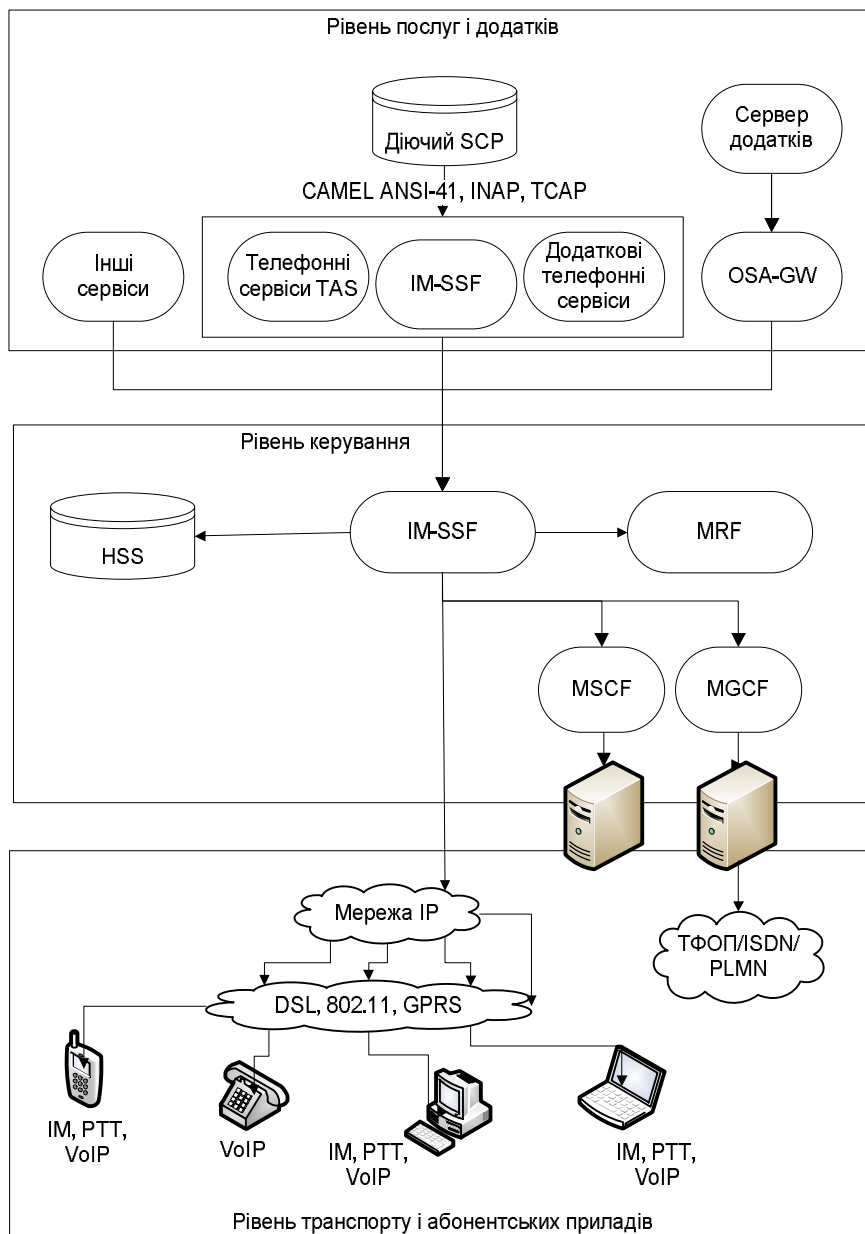 Рівень послуг і додатків
Діючий SCP
Сервер
додатків
CAMEL ANSI-41, INAP, TCAP
Інші
сервіси
Телефонні
сервіси TAS
IM-SSF
Додаткові
телефонні
сервіси
OSA-GW
Рівень керування
HSS
IM-SSF
MRF
MSCF
MGCF
Мережа IP
ТФОП/ISDN/
PLMN
DSL, 802.11, GPRS
IM, PTT,
VoIP
VoIP
IM, PTT,
VoIP
IM, PTT,
VoIP
Рівень транспорту і абонентських приладів